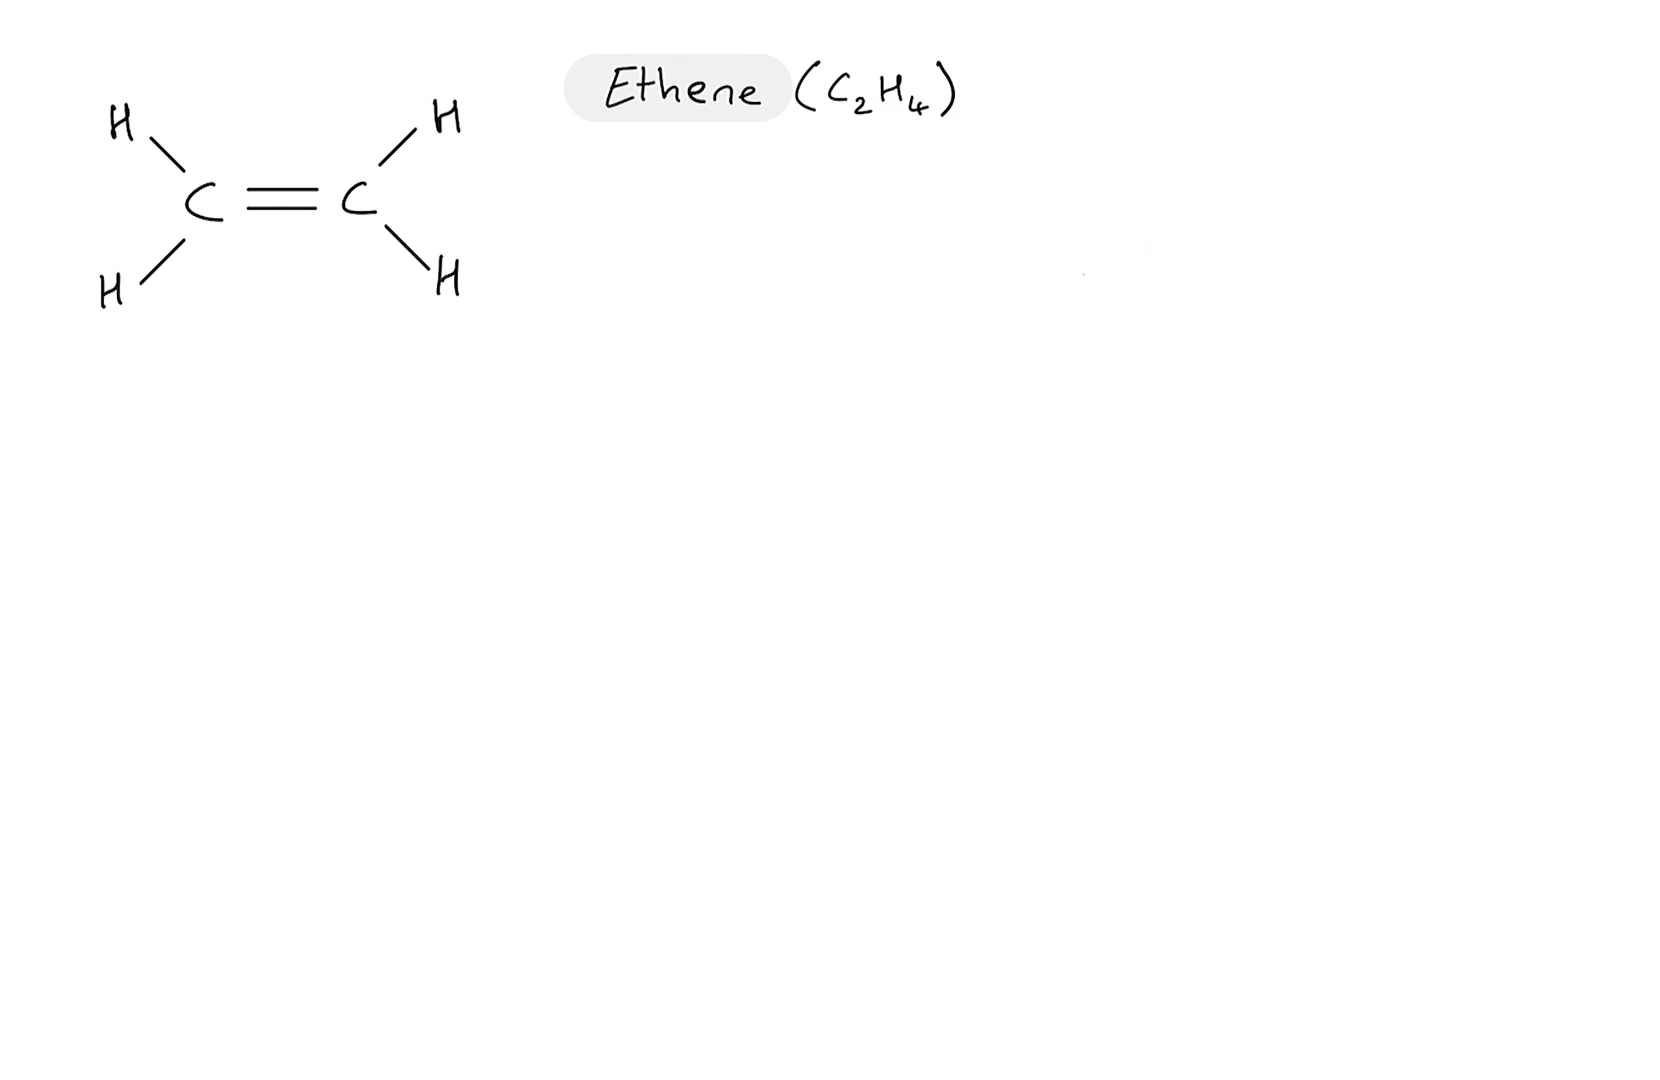 Ethene (C₂H₄)
H H
C = C
H H